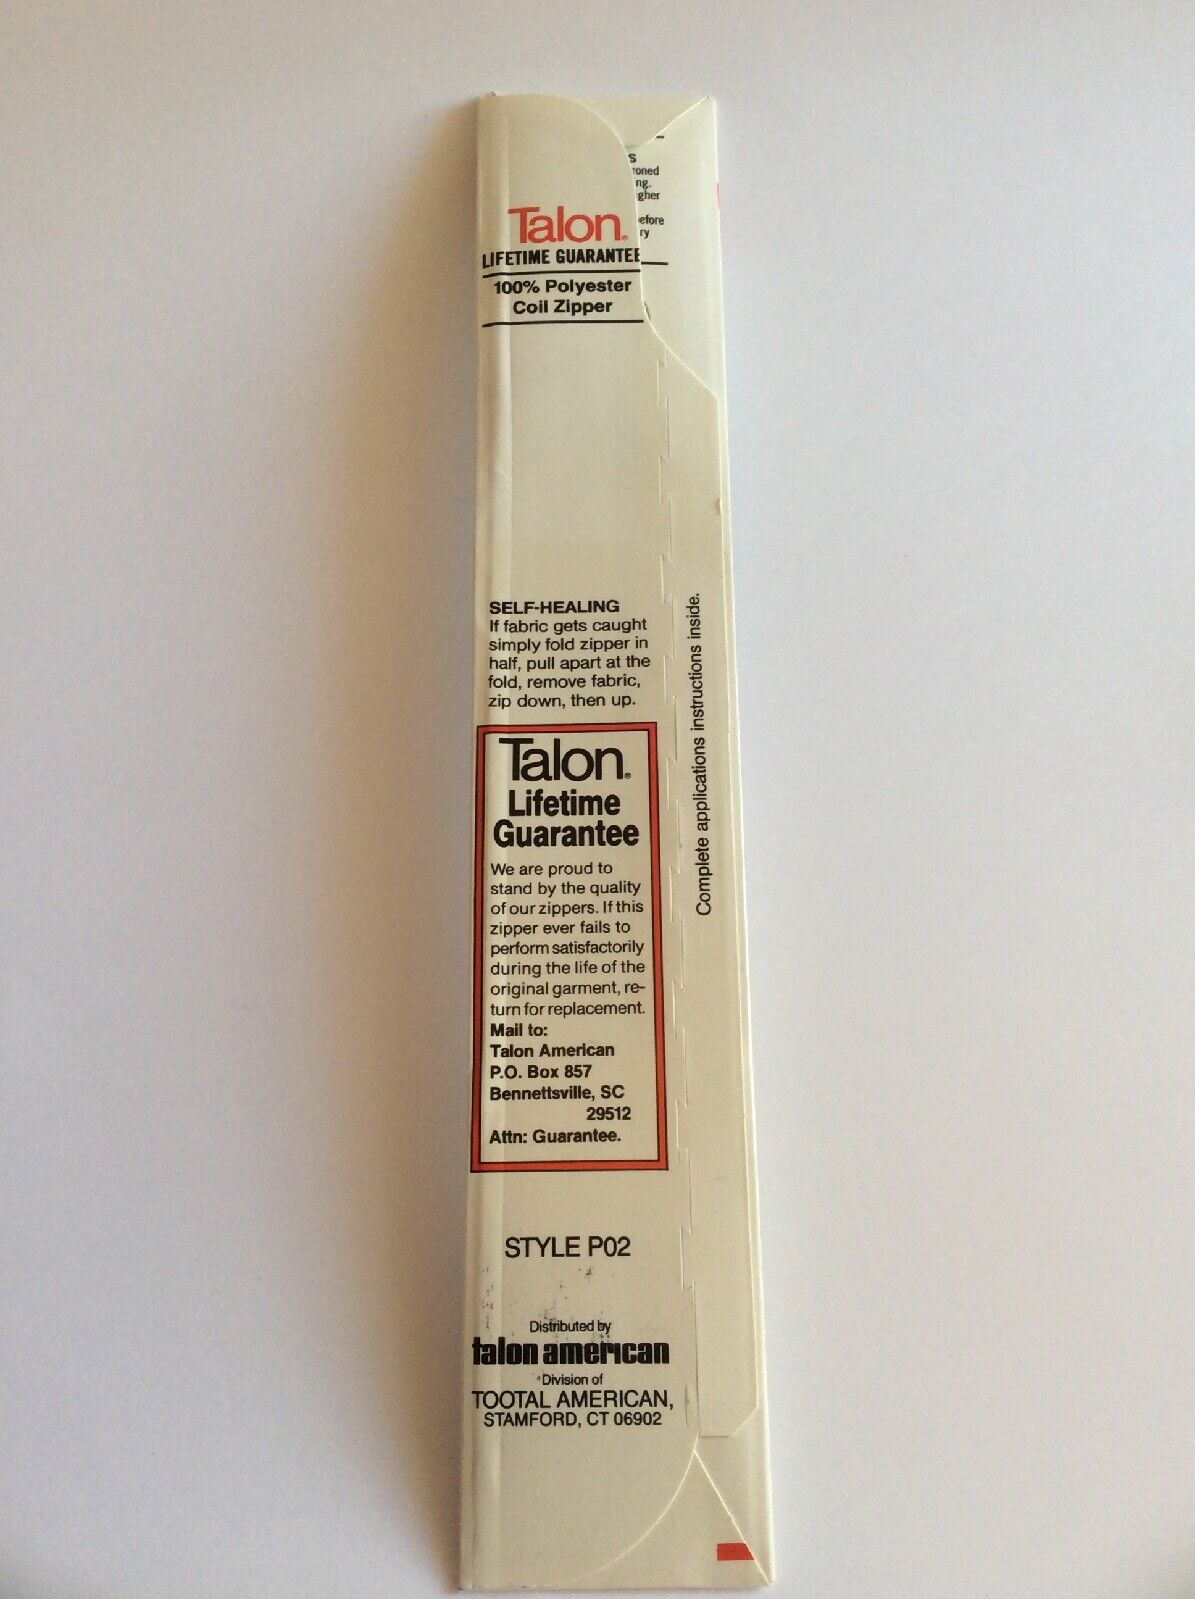 Talon®
LIFETIME GUARANTEE
100% Polyester
Coil Zipper
before
SELF-HEALING
If fabric gets caught
simply fold zipper in
half, pull apart at the
fold, remove fabric,
zip down, then up.
Talon®
Lifetime
Guarantee
We are proud to
stand by the quality
of our zippers. If this
zipper ever fails to
perform satisfactorily
during the life of the
original garment, re-
turn for replacement.
Mail to:
Talon American
P.O. Box 857
Bennettsville, SC
29512
Attn: Guarantee.
STYLE P02
Distributed by
talon american
Division of
TOOTAL AMERICAN,
STAMFORD, CT 06902
Complete applications instructions inside.